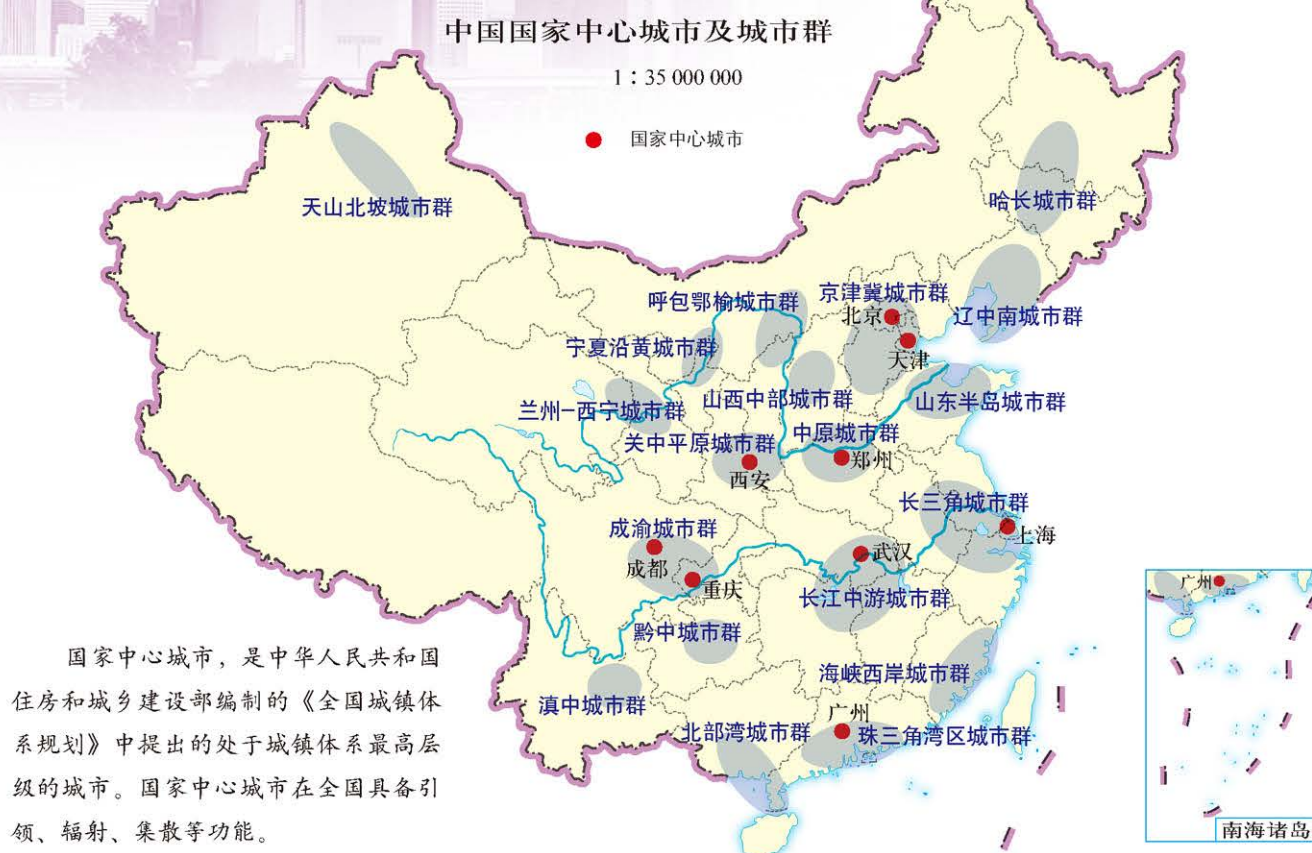 中国国家中心城市及城市群
1：35 000 000
国家中心城市
天山北坡城市群
哈长城市群
呼包鄂榆城市群
京津冀城市群
北京
辽中南城市群
宁夏沿黄城市群
天津
兰州-西宁城市群
山西中部城市群
山东半岛城市群
关中平原城市群
中原城市群
郑州
西安
长三角城市群
成渝城市群
上海
武汉
成都
重庆
长江中游城市群
黔中城市群
海峡西岸城市群
滇中城市群
广州
北部湾城市群
珠三角湾区城市群
国家中心城市，是中华人民共和国
住房和城乡建设部编制的《全国城镇体
系规划》中提出的处于城镇体系最高层
级的城市。国家中心城市在全国具备引
领、辐射、集散等功能。
广州
南海诸岛